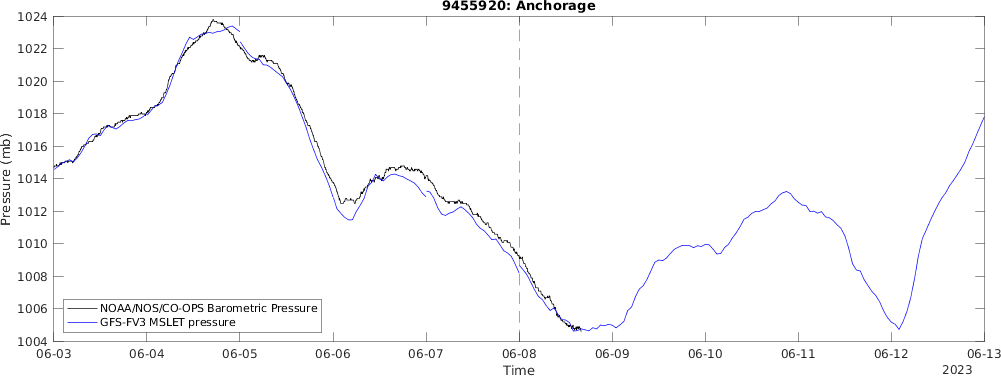 9455920: Anchorage
1024
1022
1020
1018
1016
1014
1012
1010
1008
1006
1004
Pressure (mb)
NOAA/NOS/CO-OPS Barometric Pressure
GFS-FV3 MSLET pressure
06-03 06-04 06-05 06-06 06-07 06-08 06-09 06-10 06-11 06-12 06-13
Time
2023